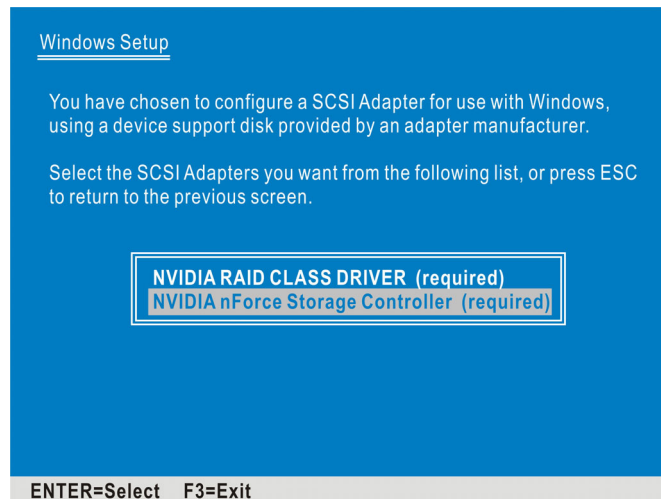 Windows Setup
You have chosen to configure a SCSI Adapter for use with Windows,
using a device support disk provided by an adapter manufacturer.
Select the SCSI Adapters you want from the following list, or press ESC
to return to the previous screen.
NVIDIA RAID CLASS DRIVER (required)
NVIDIA nForce Storage Controller (required)
ENTER=Select F3=Exit